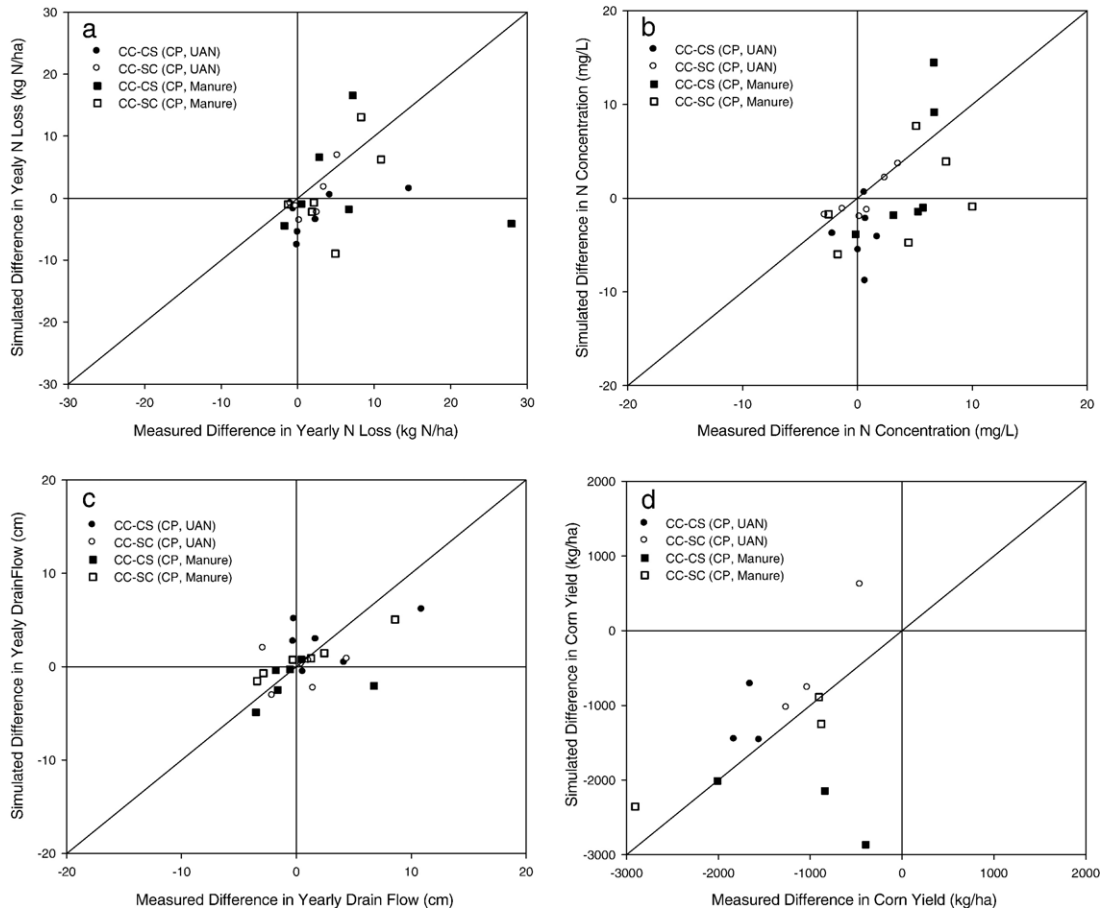 a
CC-CS (CP, UAN)
CC-SC (CP, UAN)
CC-CS (CP, Manure)
CC-SC (CP, Manure)
30
20
10
0
-10
-20
-30
Simulated Difference in Yealy N Loss (kg N/ha)
-30
-20
-10
0
10
20
30
Measured Difference in Yearly N Loss (kg N/ha)
b
CC-CS (CP, UAN)
CC-SC (CP, UAN)
CC-CS (CP, Manure)
CC-SC (CP, Manure)
20
10
0
-10
-20
Simulated Difference in N Concentration (mg/L)
-20
-10
0
10
20
Measured Difference in N Concentration (mg/L)
c
CC-CS (CP, UAN)
CC-SC (CP, UAN)
CC-CS (CP, Manure)
CC-SC (CP, Manure)
20
10
0
-10
-20
Simulated Difference in Yealy DrainFlow (cm)
-20
-10
0
10
20
Measured Difference in Yearly Drain Flow (cm)
d
CC-CS (CP, UAN)
CC-SC (CP, UAN)
CC-CS (CP, Manure)
CC-SC (CP, Manure)
2000
1000
0
-1000
-2000
-3000
Simulated Difference in Corn Yield (kg/ha)
-3000
-2000
-1000
0
1000
2000
Measured Difference in Corn Yield (kg/ha)